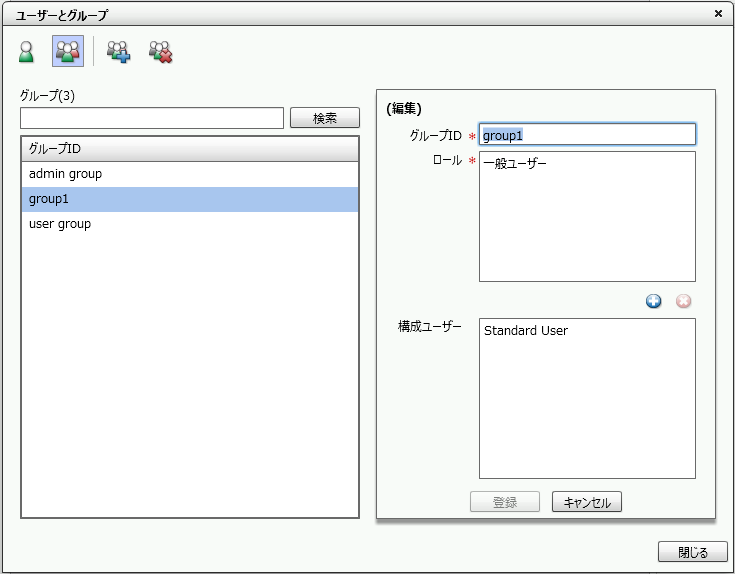 ユーザーとグループ
グループ(3)
検索
グループID
admin group
group1
user group
(編集)
グループID * group1
ロール * 一般ユーザー
構成ユーザー Standard User
登録 キャンセル
閉じる